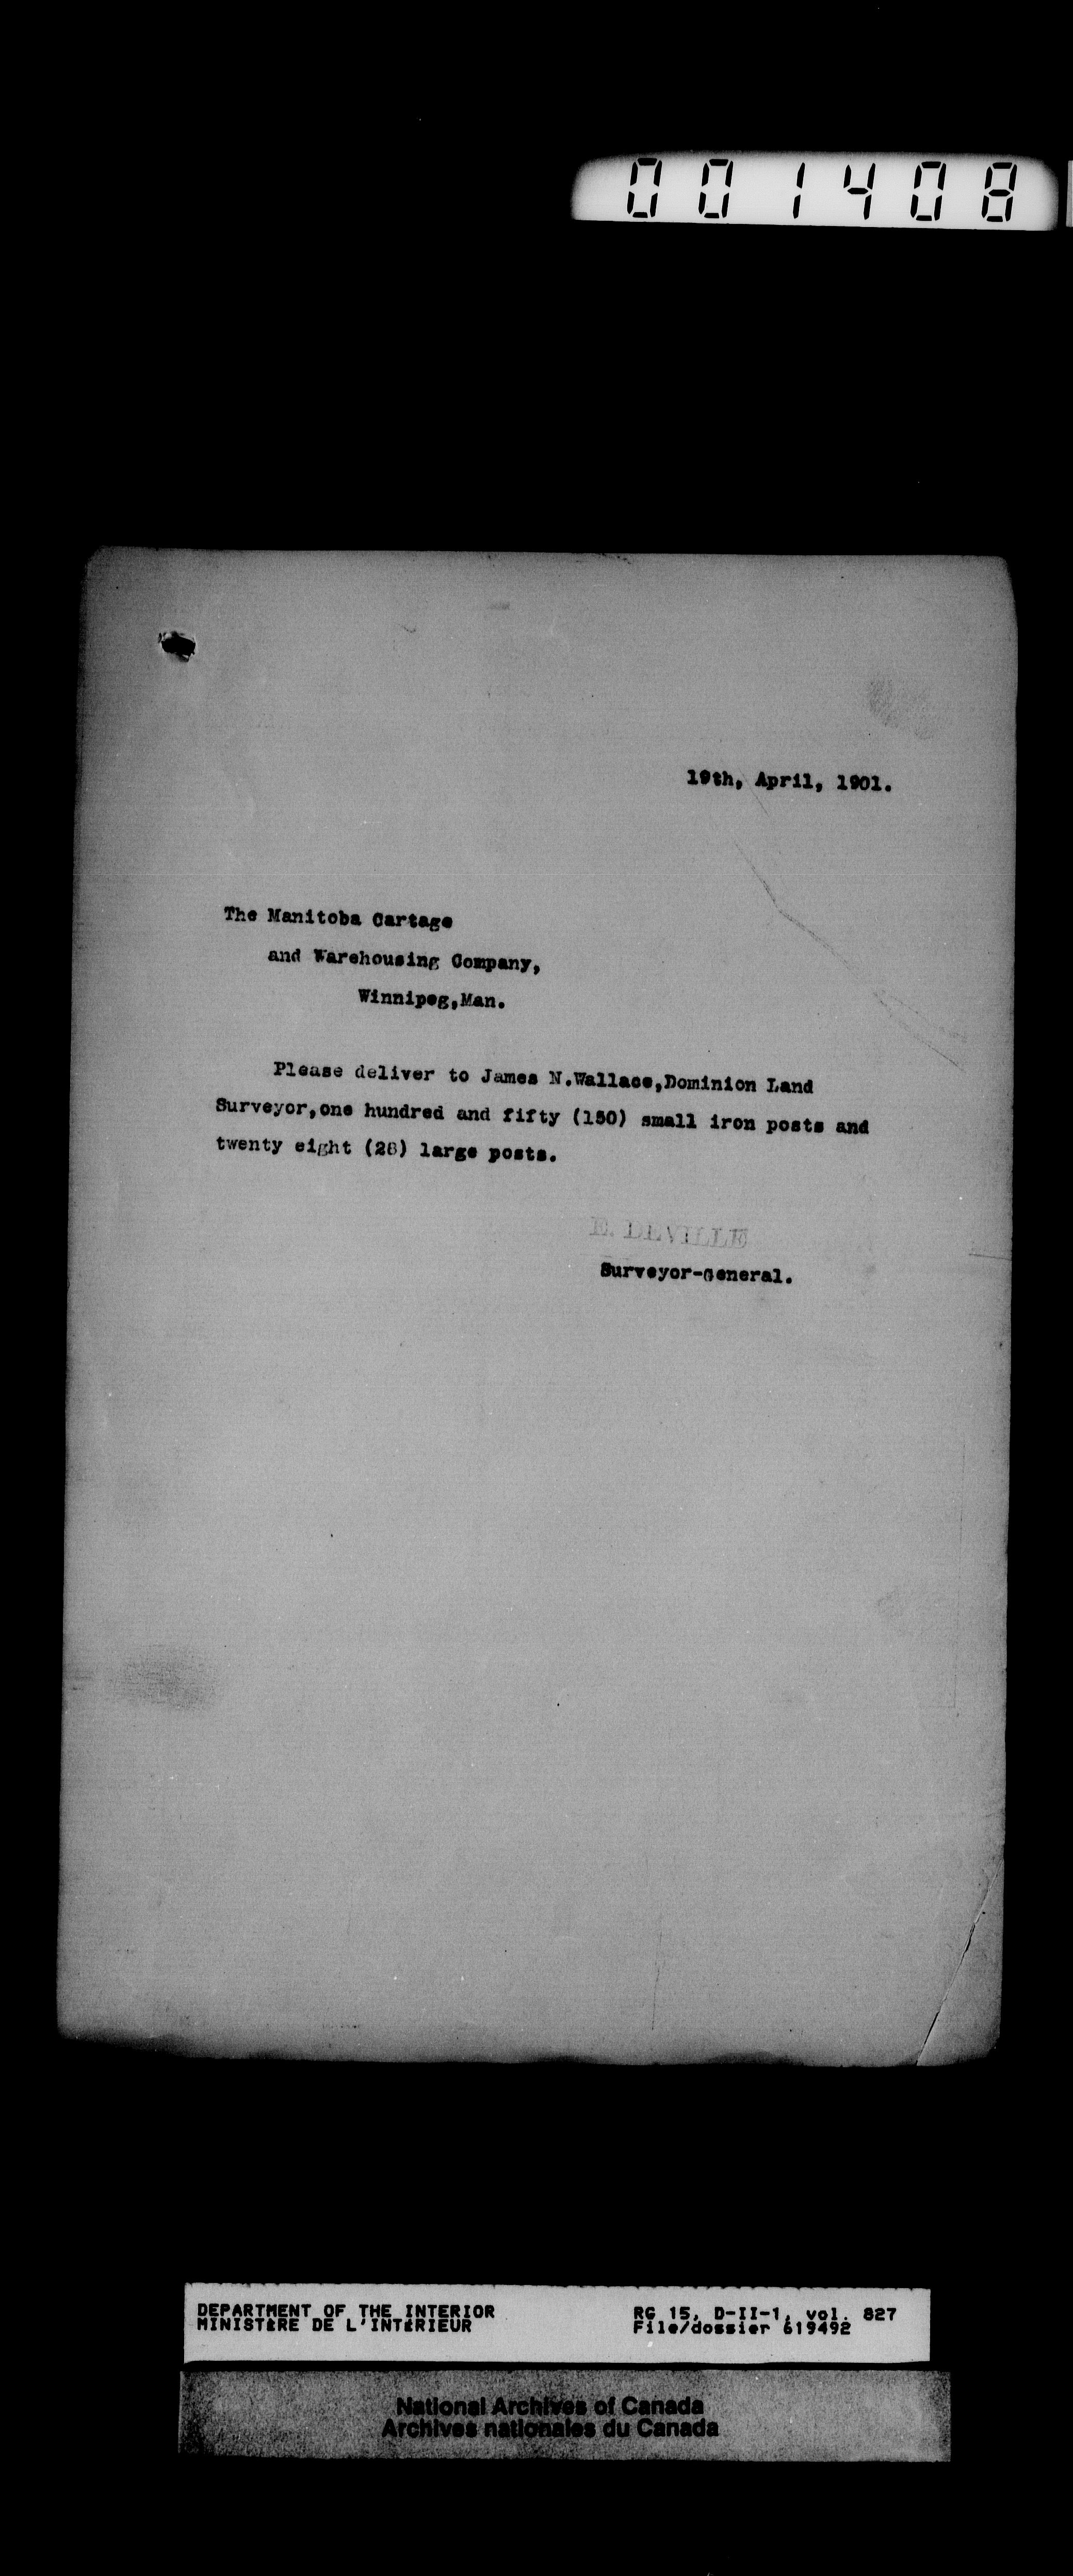 001408
19th, April, 1901.
The Manitoba Cartage
and Warehousing Company,
Winnipeg,Man.
Please deliver to James N.Wallace,Dominion Land
Surveyor,one hundred and fifty (150) small iron posts and
twenty eight (28) large posts.
E. DEVILLE
Surveyor-General.
DEPARTMENT OF THE INTERIOR
MINISTÈRE DE L'INTÉRIEUR
RG 15, D-II-1, vol. 827
File/dossier 619492
National Archives of Canada
Archives nationales du Canada